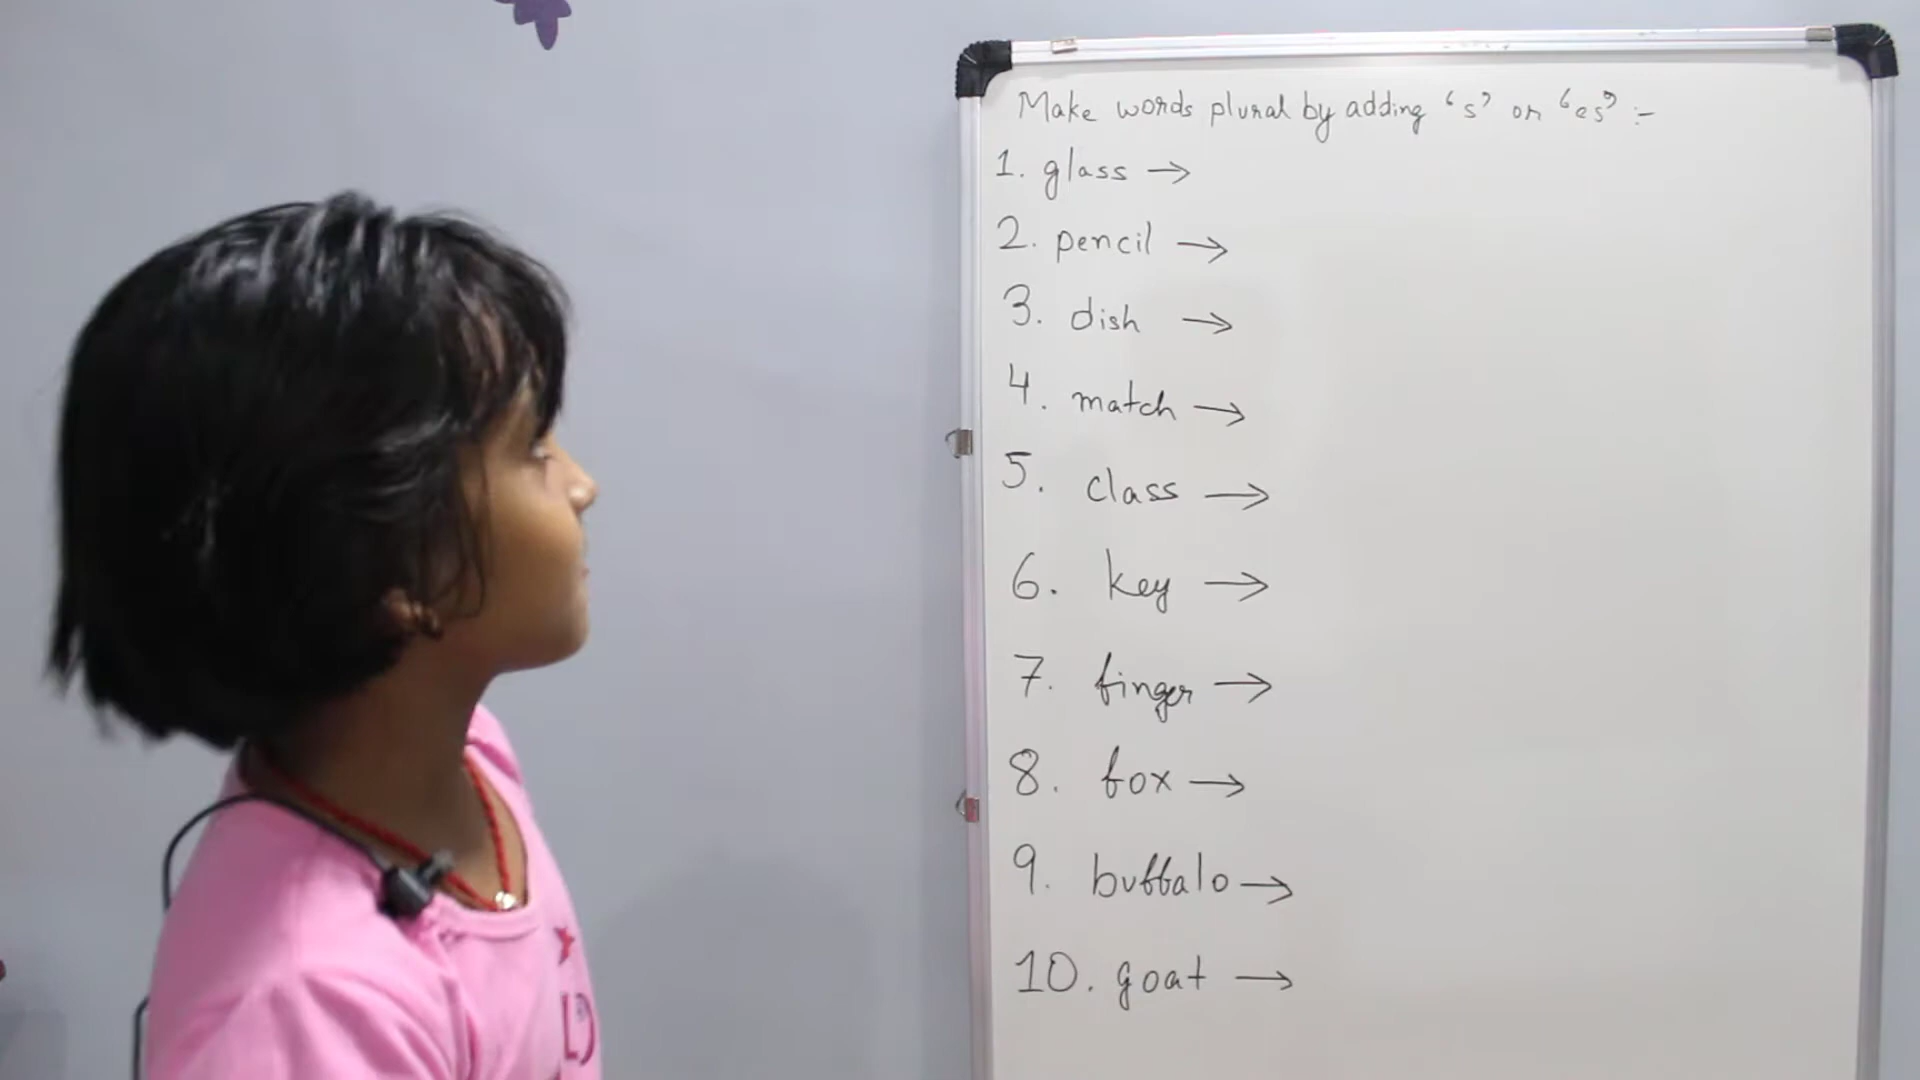 Make words plural by adding ‘s’ or ‘es’ :-
1. glass →
2. pencil →
3. dish →
4. match →
5. class →
6. key →
7. finger →
8. fox →
9. buffalo →
10. goat →